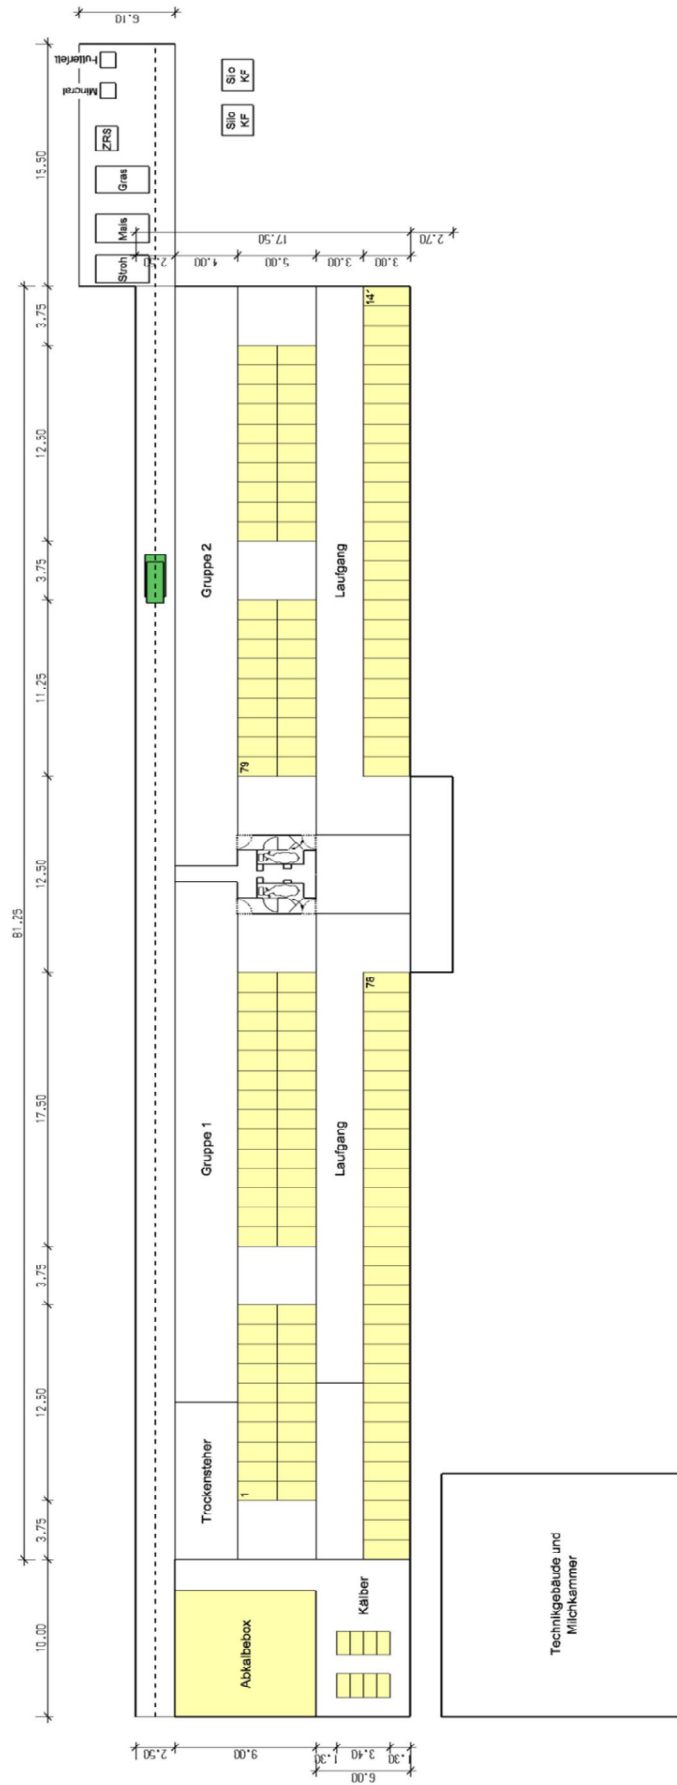 6.10
Mineral
ZRS
Gras
Mais
Stroh
Silo
KF
KF
15.50
17.50
2.70
2.50
4.00
5.00
3.00
3.00
3.75
12.50
3.75
11.25
12.50
17.50
3.75
12.50
3.75
81.25
10.00
Gruppe 2
Laufgang
79
Gruppe 1
Laufgang
78
Trockensteher
1
Abkalbebox
Kälber
2.50
9.00
1.30
3.40
1.30
6.00
Technikgebäude und
Milchkammer